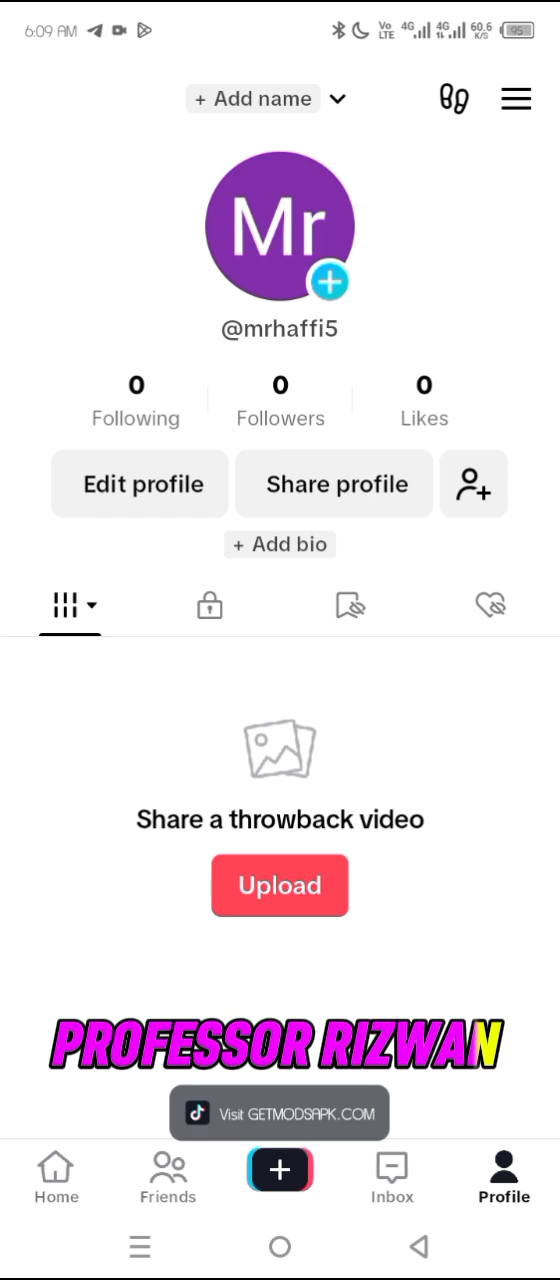 6:09 AM Vo LTE 4G 4G 60.6 K/S 95
+ Add name
Mr
@mrhaffi5
0 0 0
Following Followers Likes
Edit profile Share profile
+ Add bio
Share a throwback video
Upload
PROFESSOR RIZWAN
Visit GETMODSAPK.COM
Home Friends Inbox Profile